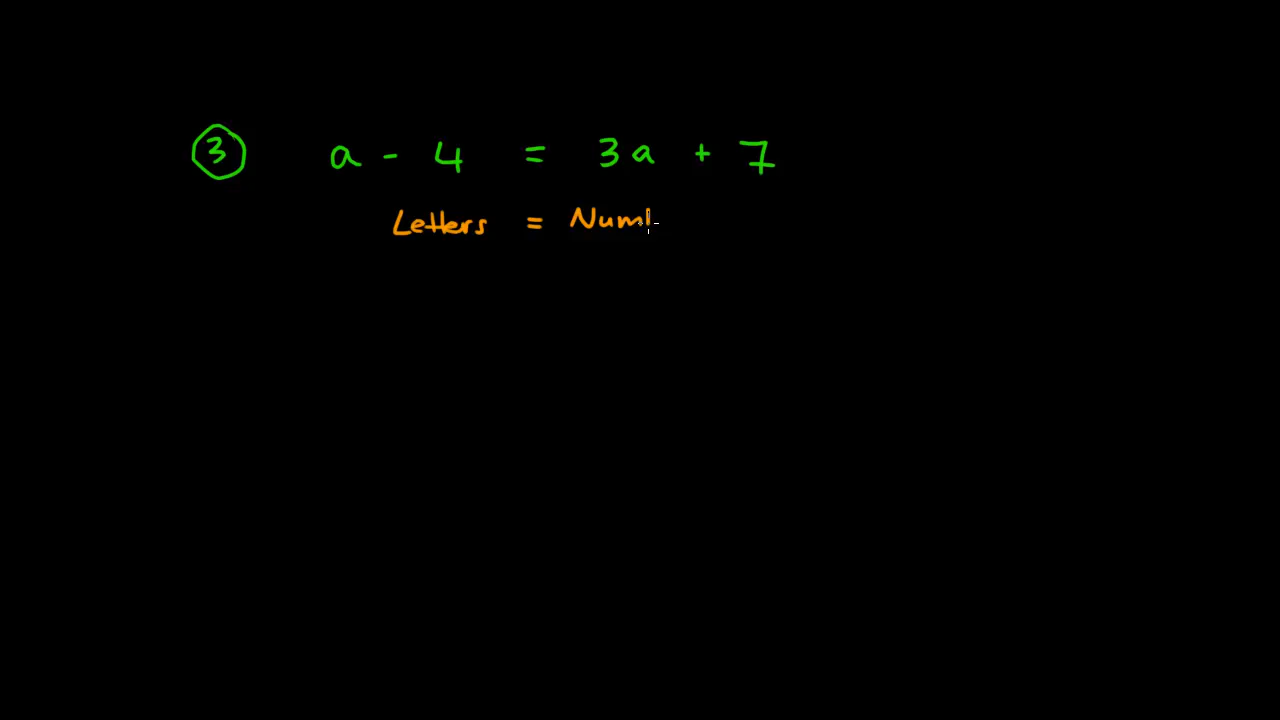 3 a - 4 = 3a + 7
Letters = Num